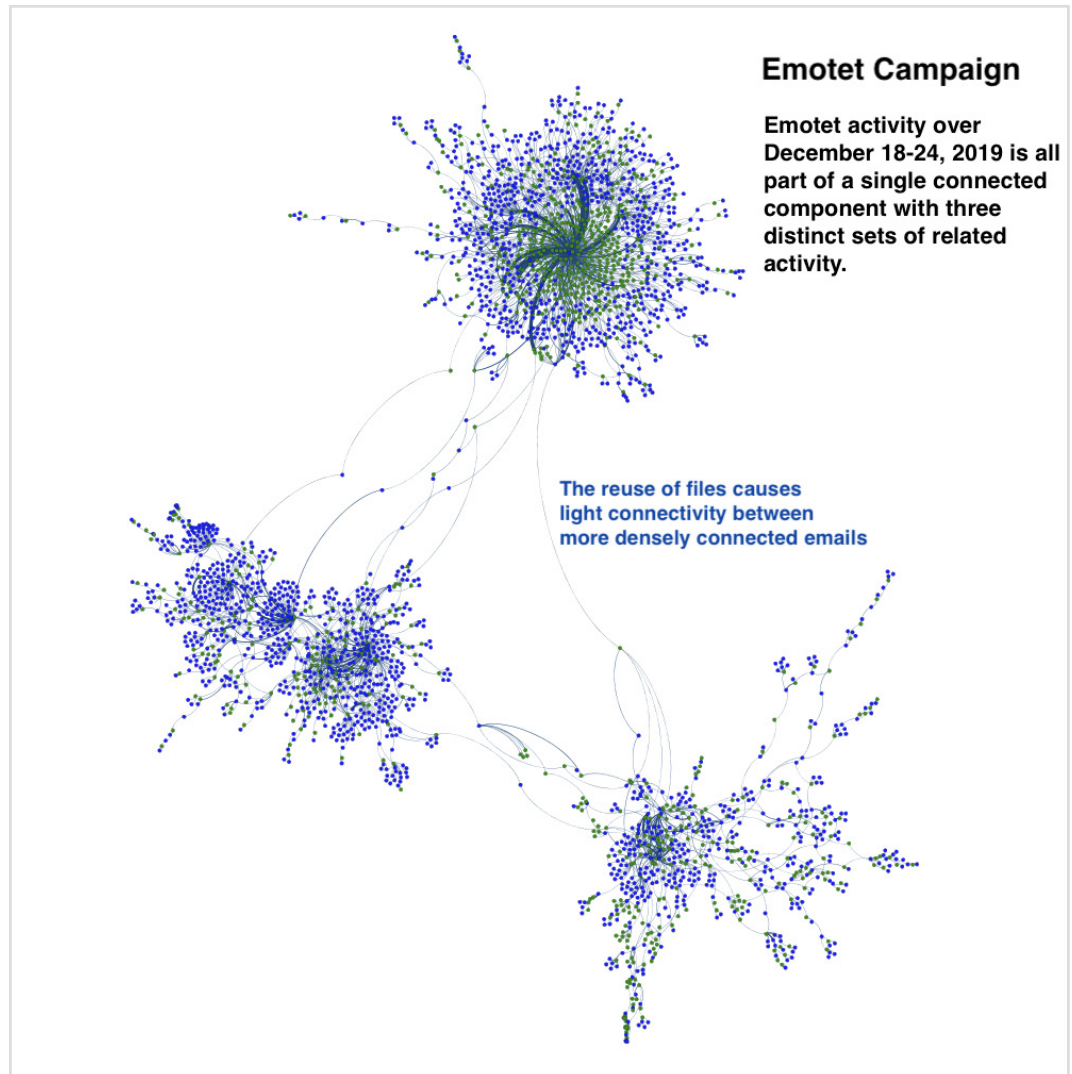 Emotet Campaign
Emotet activity over
December 18-24, 2019 is all
part of a single connected
component with three
distinct sets of related
activity.
The reuse of files causes
light connectivity between
more densely connected emails